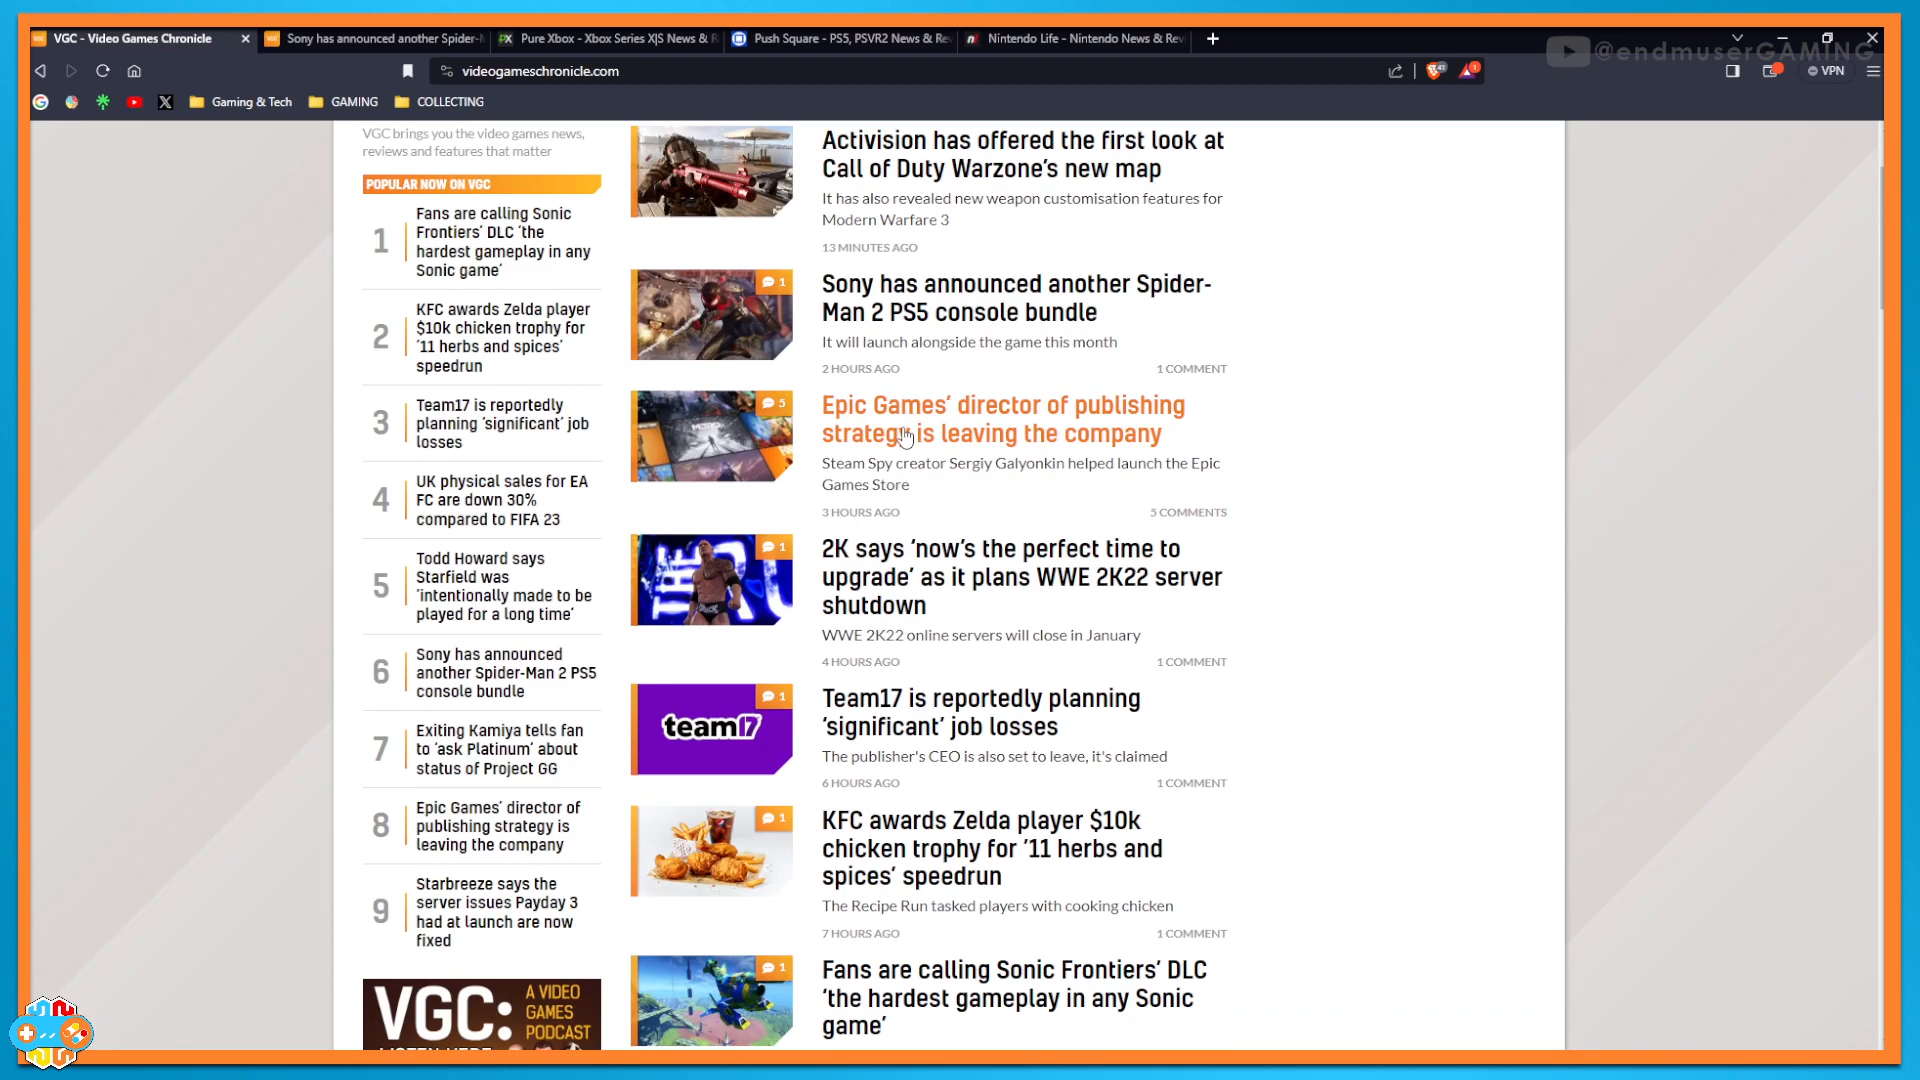 VGC - Video Games Chronicle
Sony has announced another Spider-
Pure Xbox - Xbox Series X|S News & R
Push Square - PS5, PSVR2 News & Rev
Nintendo Life - Nintendo News & Rev
@endmuserGAMING
videogameschronicle.com
41
1
VPN
Gaming & Tech
GAMING
COLLECTING
VGC brings you the video games news,
reviews and features that matter
POPULAR NOW ON VGC
1
Fans are calling Sonic
Frontiers' DLC 'the
hardest gameplay in any
Sonic game'
2
KFC awards Zelda player
$10k chicken trophy for
'11 herbs and spices'
speedrun
3
Team17 is reportedly
planning 'significant' job
losses
4
UK physical sales for EA
FC are down 30%
compared to FIFA 23
5
Todd Howard says
Starfield was
'intentionally made to be
played for a long time'
6
Sony has announced
another Spider-Man 2 PS5
console bundle
7
Exiting Kamiya tells fan
to 'ask Platinum' about
status of Project GG
8
Epic Games' director of
publishing strategy is
leaving the company
9
Starbreeze says the
server issues Payday 3
had at launch are now
fixed
VGC:
A VIDEO
GAMES
PODCAST
Activision has offered the first look at
Call of Duty Warzone's new map
It has also revealed new weapon customisation features for
Modern Warfare 3
13 MINUTES AGO
1
Sony has announced another Spider-
Man 2 PS5 console bundle
It will launch alongside the game this month
2 HOURS AGO
1 COMMENT
5
Epic Games' director of publishing
strategy is leaving the company
Steam Spy creator Sergiy Galyonkin helped launch the Epic
Games Store
3 HOURS AGO
5 COMMENTS
1
2K says 'now's the perfect time to
upgrade' as it plans WWE 2K22 server
shutdown
WWE 2K22 online servers will close in January
4 HOURS AGO
1 COMMENT
1
team17
Team17 is reportedly planning
'significant' job losses
The publisher's CEO is also set to leave, it's claimed
6 HOURS AGO
1 COMMENT
1
KFC awards Zelda player $10k
chicken trophy for '11 herbs and
spices' speedrun
The Recipe Run tasked players with cooking chicken
7 HOURS AGO
1 COMMENT
1
Fans are calling Sonic Frontiers' DLC
'the hardest gameplay in any Sonic
game'